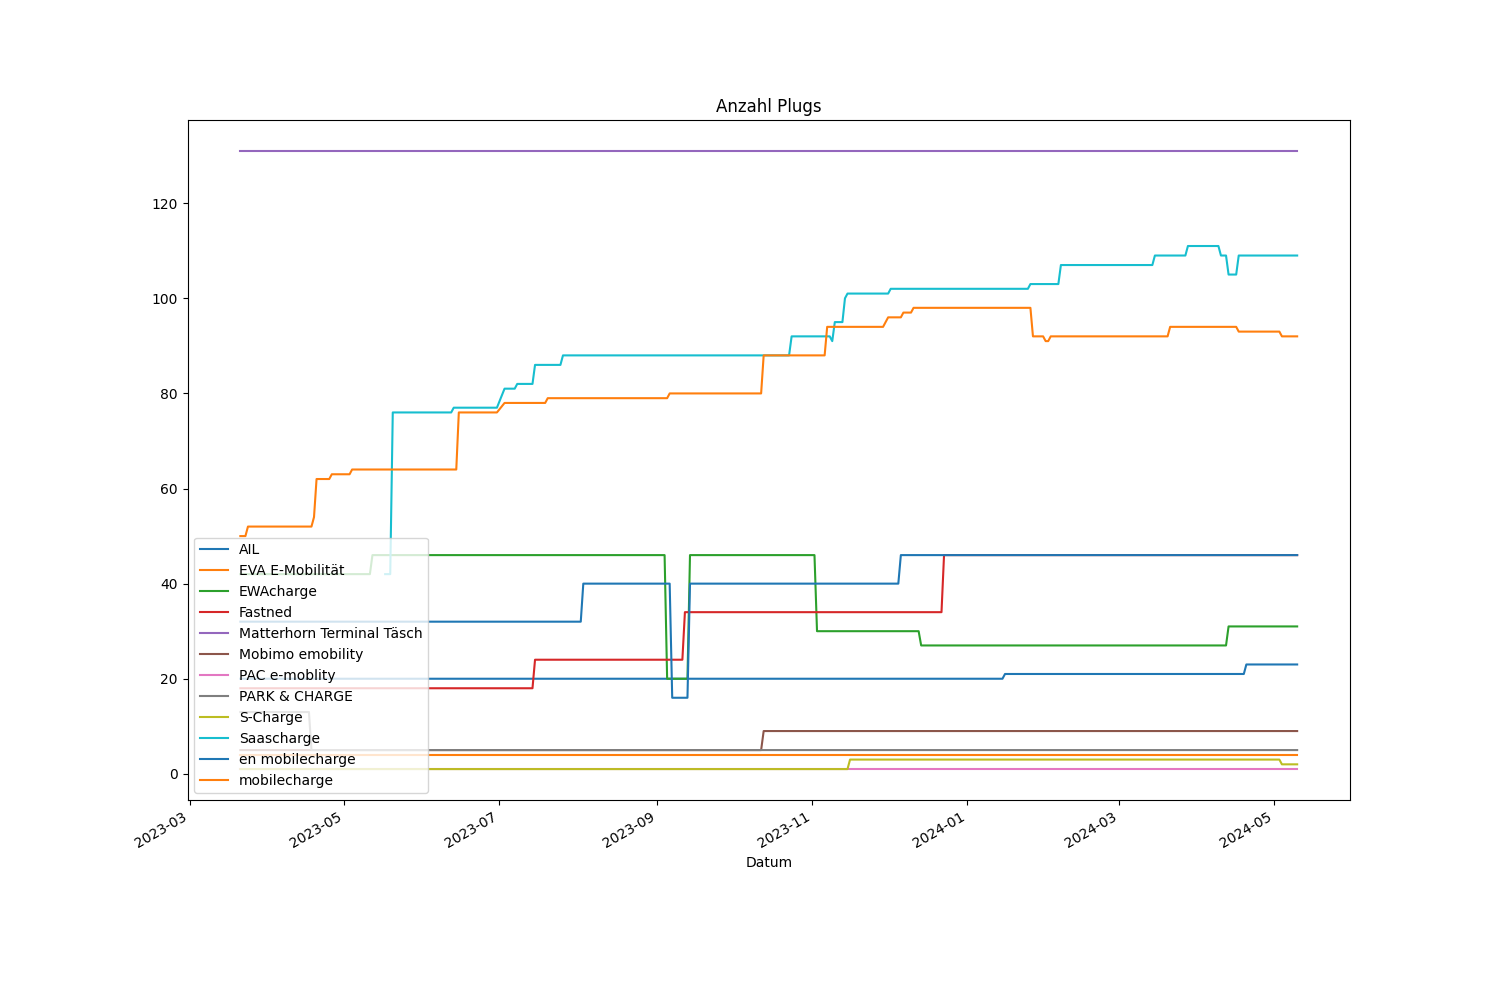 Anzahl Plugs
120
100
80
60
40
20
0
AIL
EVA E-Mobilität
EWAcharge
Fastned
Matterhorn Terminal Täsch
Mobimo emobility
PAC e-moblity
PARK & CHARGE
S-Charge
Saascharge
en mobilecharge
mobilecharge
2023-03
2023-05
2023-07
2023-09
2023-11
2024-01
2024-03
2024-05
Datum